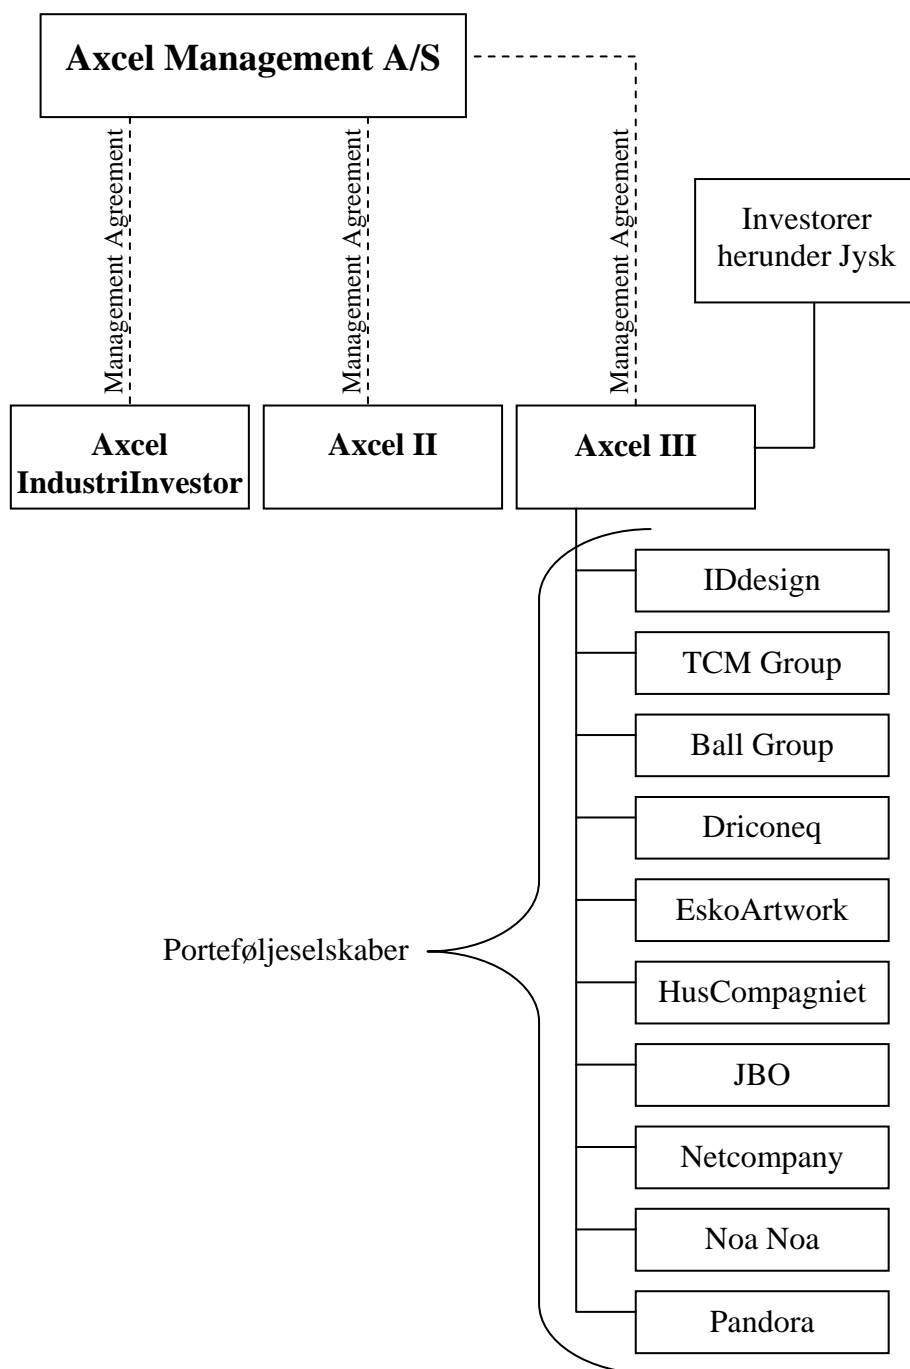 Axcel Management A/S
Management Agreement
Management Agreement
Management Agreement
Investorer
herunder Jysk
Axcel
IndustriInvestor
Axcel II
Axcel III
IDdesign
TCM Group
Ball Group
Driconeq
EskoArtwork
Porteføljeselskaber
HusCompagniet
JBO
Netcompany
Noa Noa
Pandora